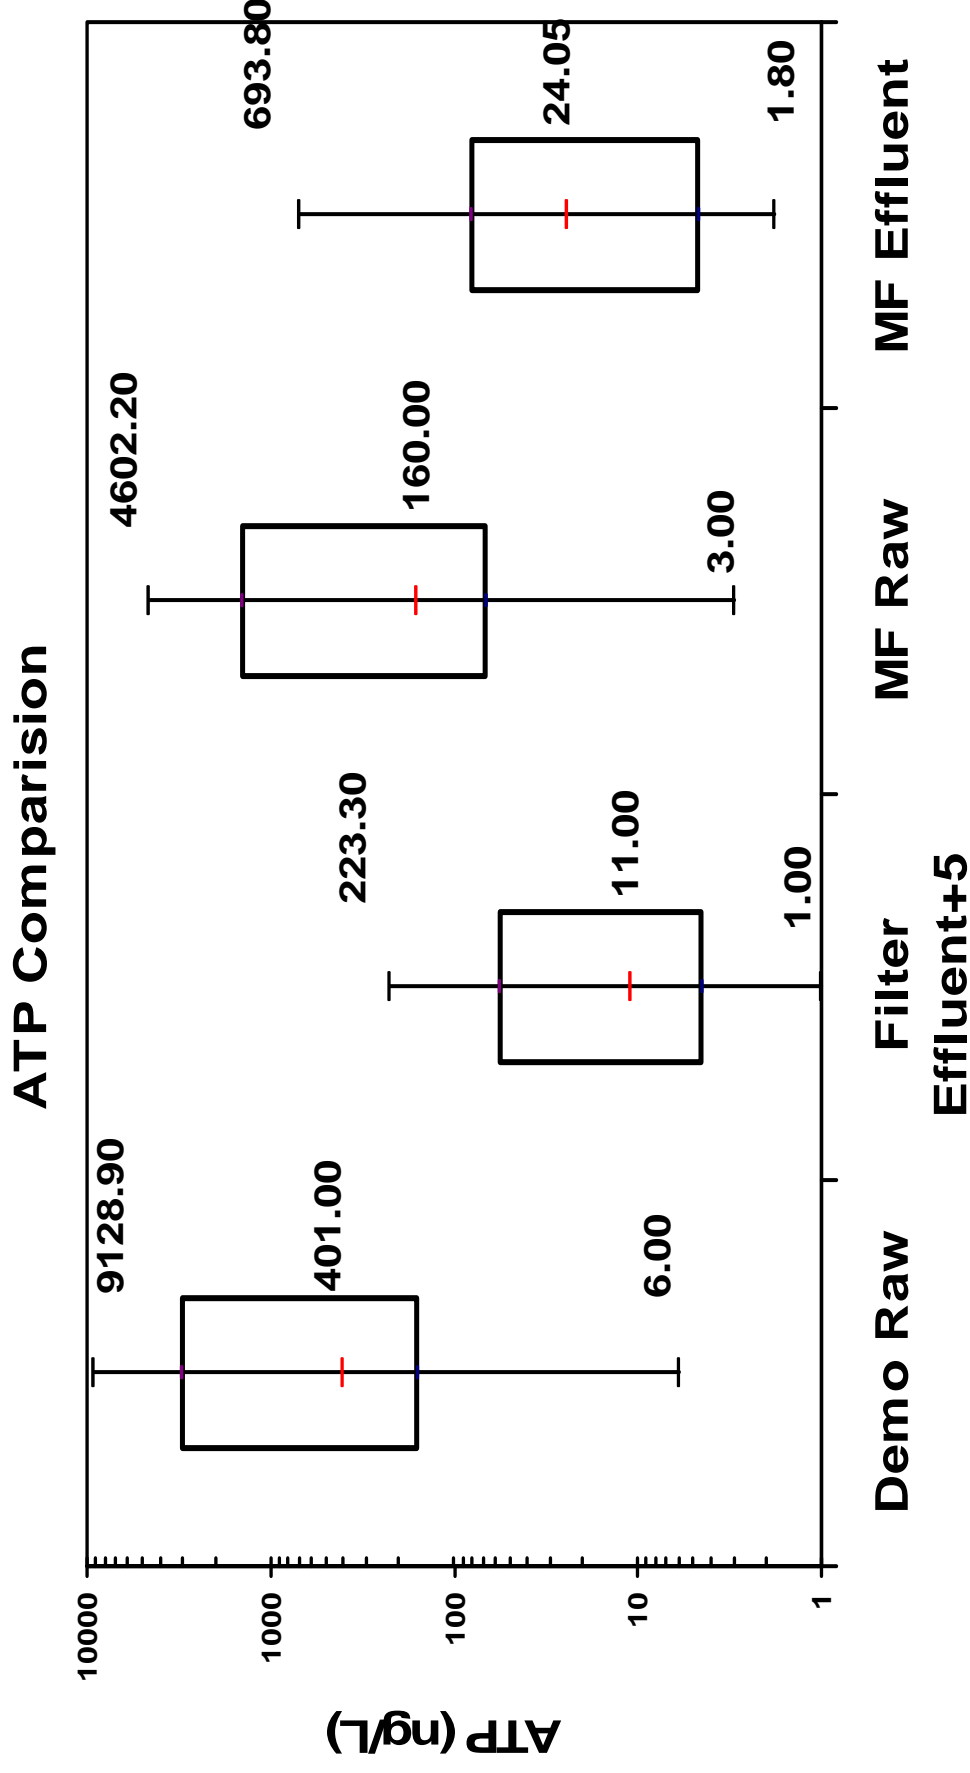 ATP Comparision
ATP (ng/L)
10000
1000
100
10
1
9128.90
401.00
6.00
223.30
11.00
1.00
4602.20
160.00
3.00
693.80
24.05
1.80
Demo Raw
Filter
Effluent+5
MF Raw
MF Effluent